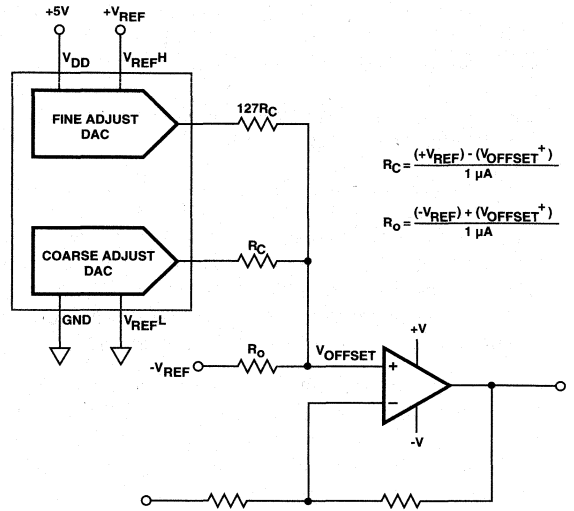 +5V
+VREF
VDD
VREFH
FINE ADJUST
DAC
127RC
RC = (+VREF) - (VOFFSET+)
1 µA
Ro = (-VREF) + (VOFFSET+)
1 µA
COARSE ADJUST
DAC
RC
GND
VREFL
-VREF
Ro
VOFFSET
+V
+
−
-V